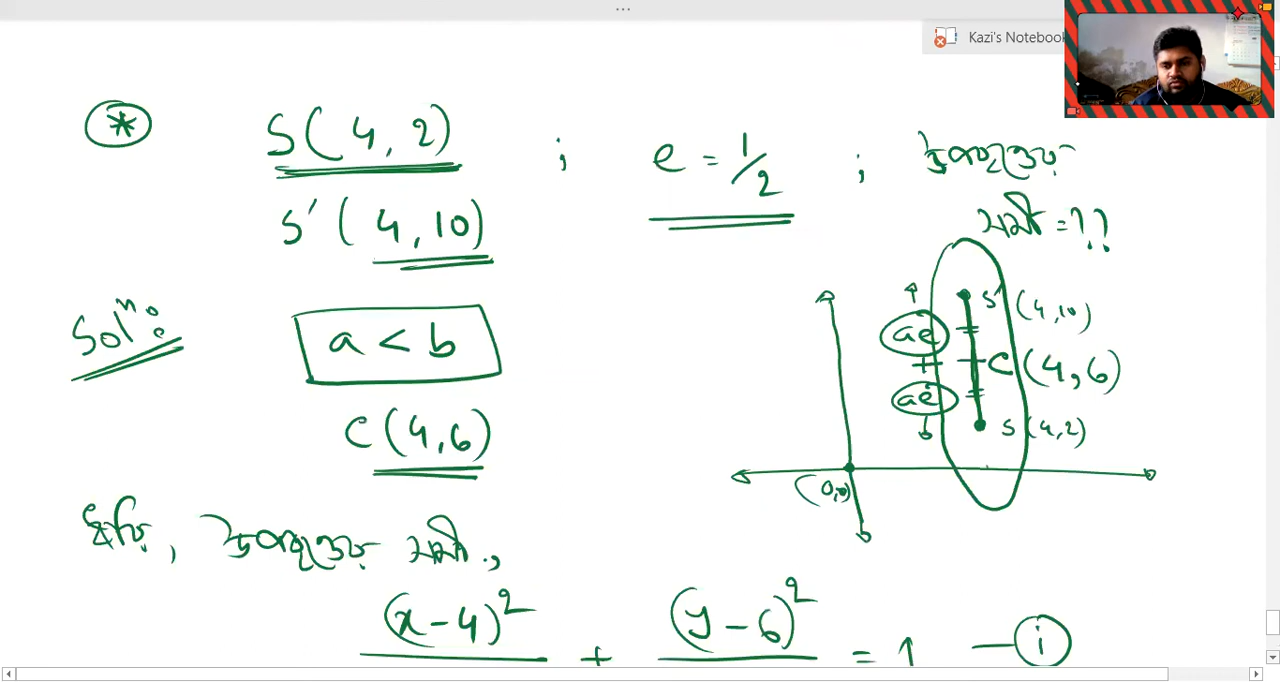 Kazi's Notebook
* S(4, 2) ; e = 1/2 ; উপবৃত্তের
S′(4, 10) সমী = ??
Solⁿ:
a < b
C(4,6)
S′ (4,10)
ae
C (4,6)
ae
S (4,2)
(0,0)
ধরি, উপবৃত্তের সমী.,
(x-4)² + (y-6)² = 1 — i